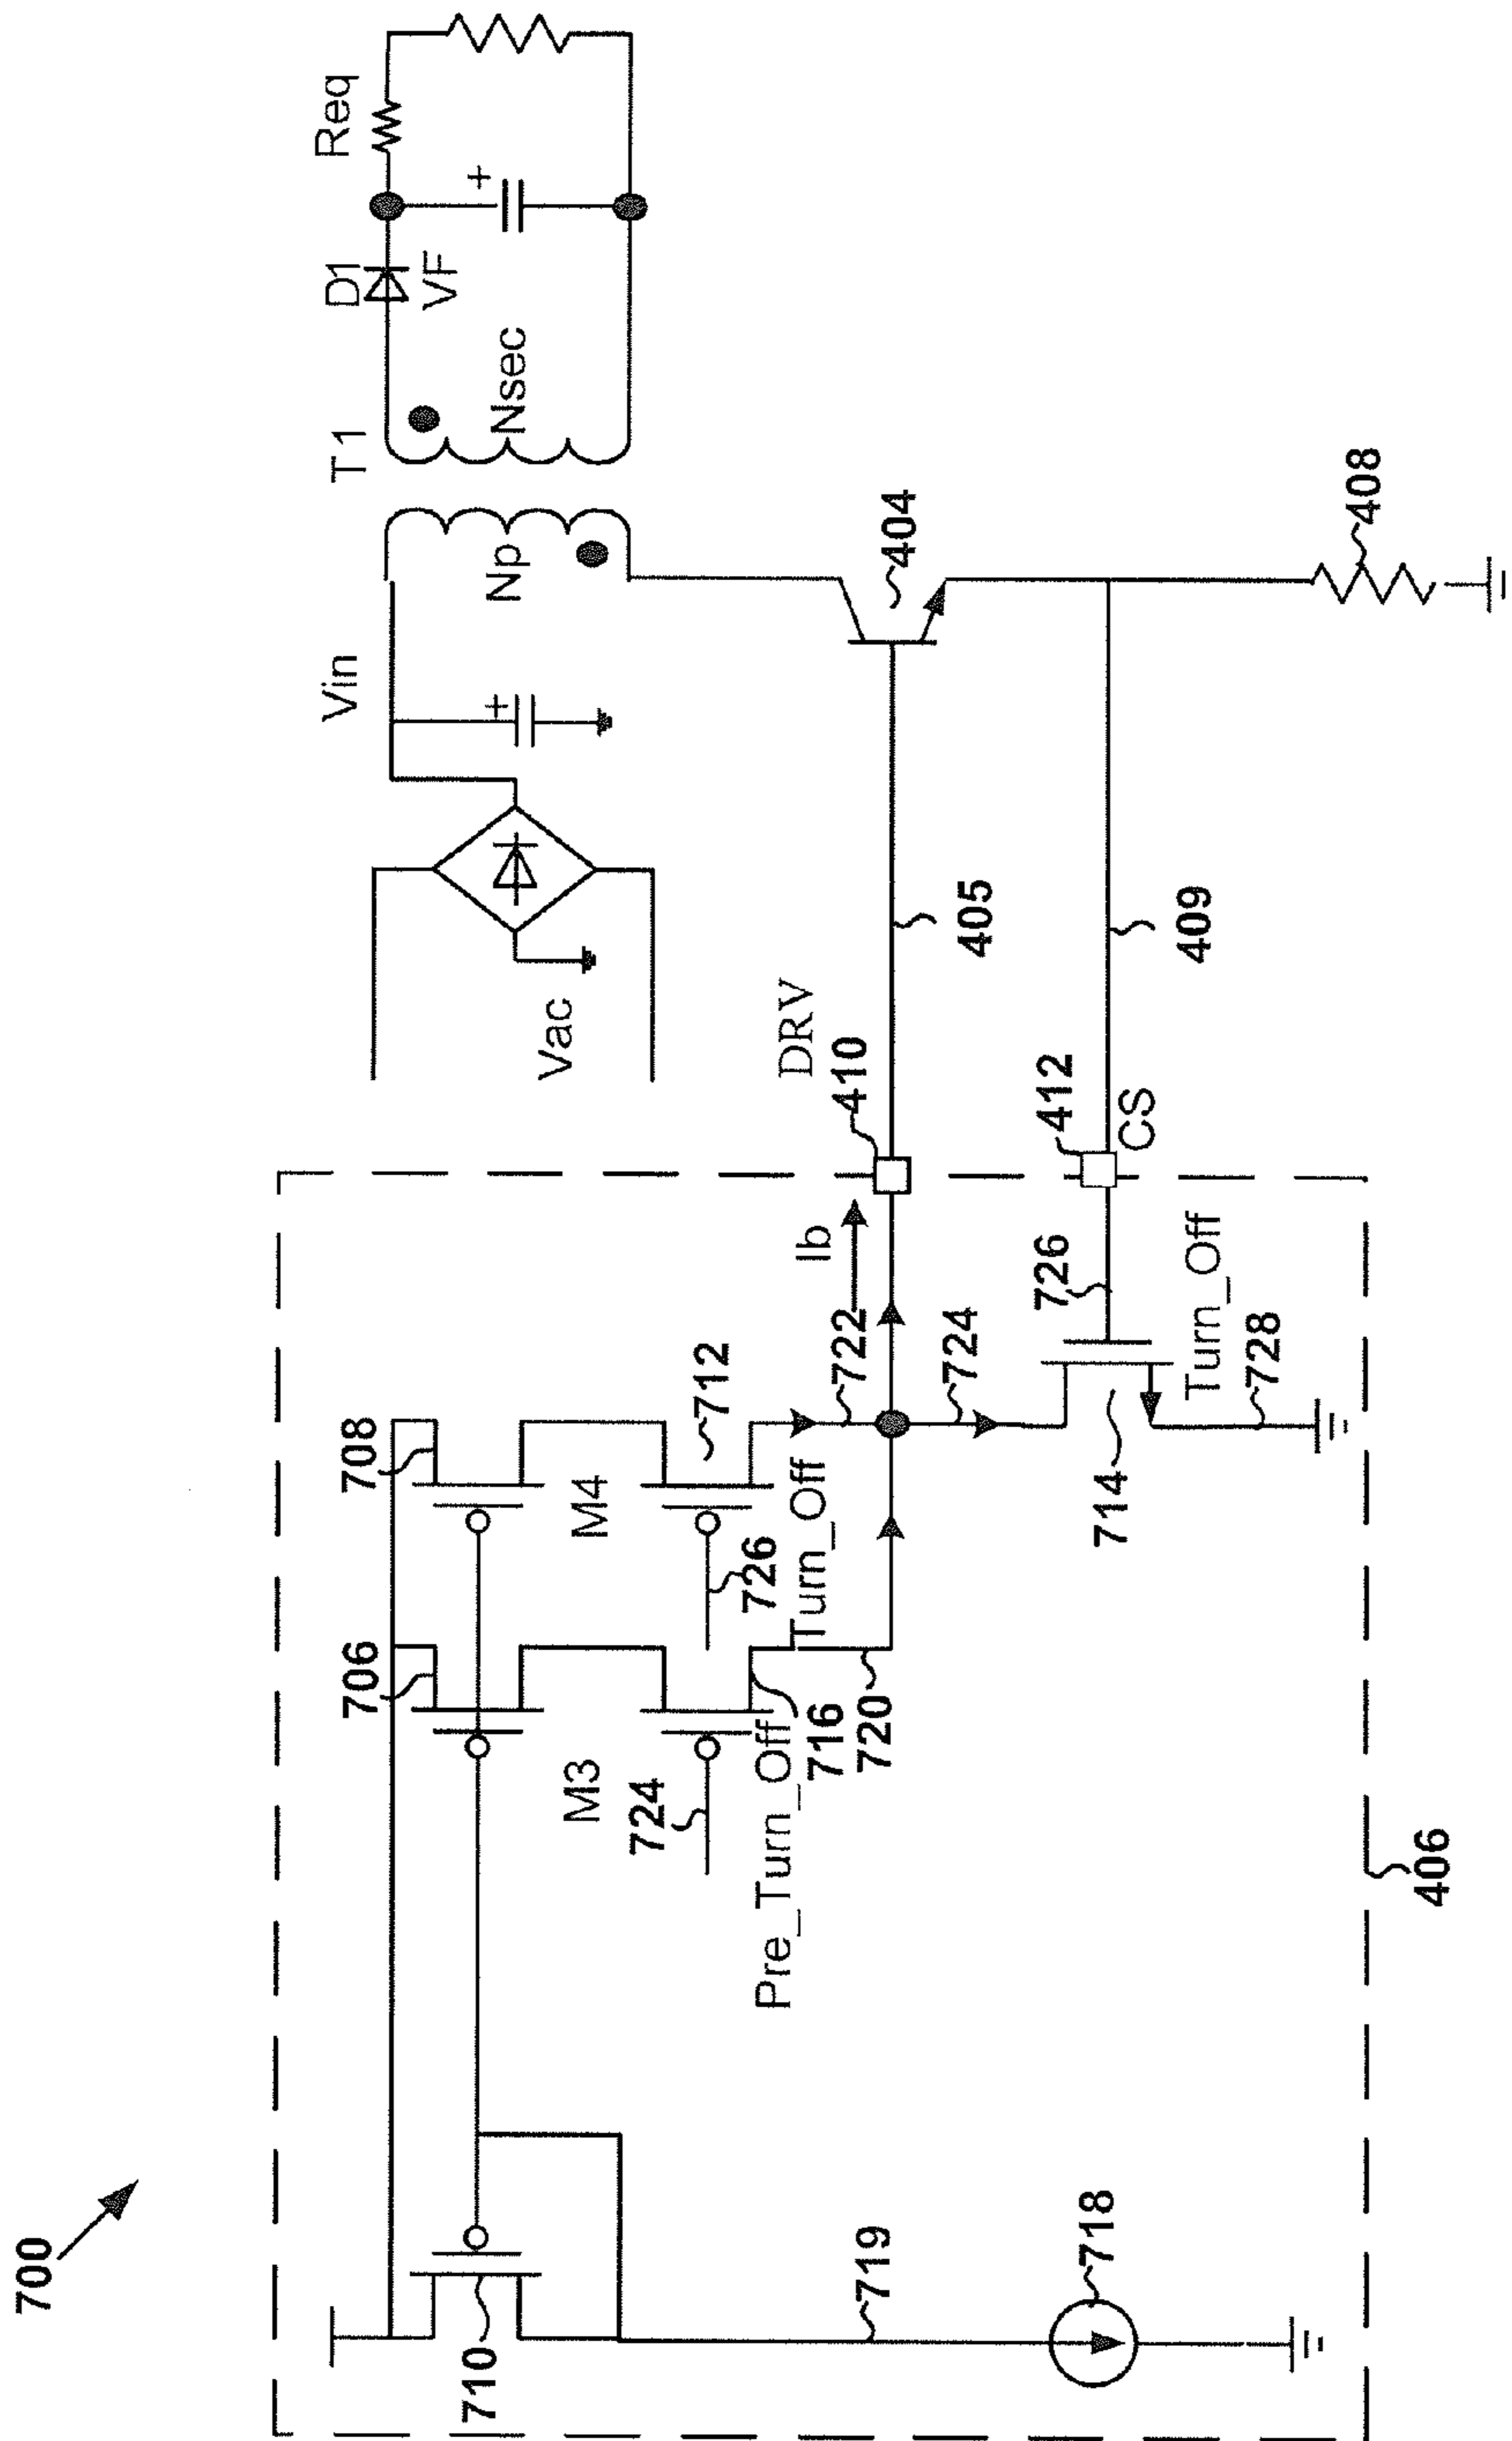 700
710
719
718
706
M3
724
Pre_Turn_Off
716
720
708
M4
712
726
Turn_Off
722
Ib
724
714
726
Turn_Off
728
406
DRV
410
412
CS
405
409
Vac
Vin
Np
T1
Nsec
D1
VF
Req
404
408